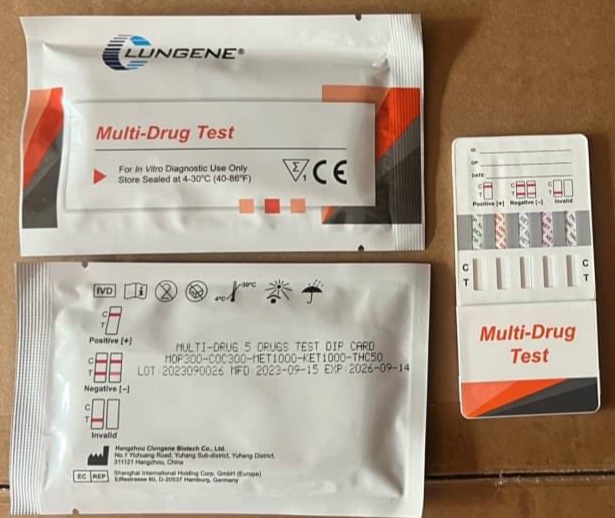 CLUNGENE®
Multi-Drug Test
For In Vitro Diagnostic Use Only
Store Sealed at 4-30°C (40-86°F)
Σ
1
CE
IVD
4°C
30°C
C
T
Positive [+]
C
T
Negative [-]
C
T
Invalid
MULTI-DRUG 5 DRUGS TEST DIP CARD
MOP300-COC300-MET1000-KET1000-THC50
LOT:2023090026 MFD:2023-09-15 EXP:2026-09-14
Hangzhou Clongene Biotech Co., Ltd.
No.1 Yichuang Road, Yuhang Sub-district, Yuhang District,
311121 Hangzhou, China
EC REP
Shanghai International Holding Corp. GmbH (Europe)
Eiffestrasse 80, D-20537 Hamburg, Germany
ID
OP
DATE
C
T
C
T
C
T
Positive [+] Negative [-] Invalid
C
T
C
T
Multi-Drug
Test